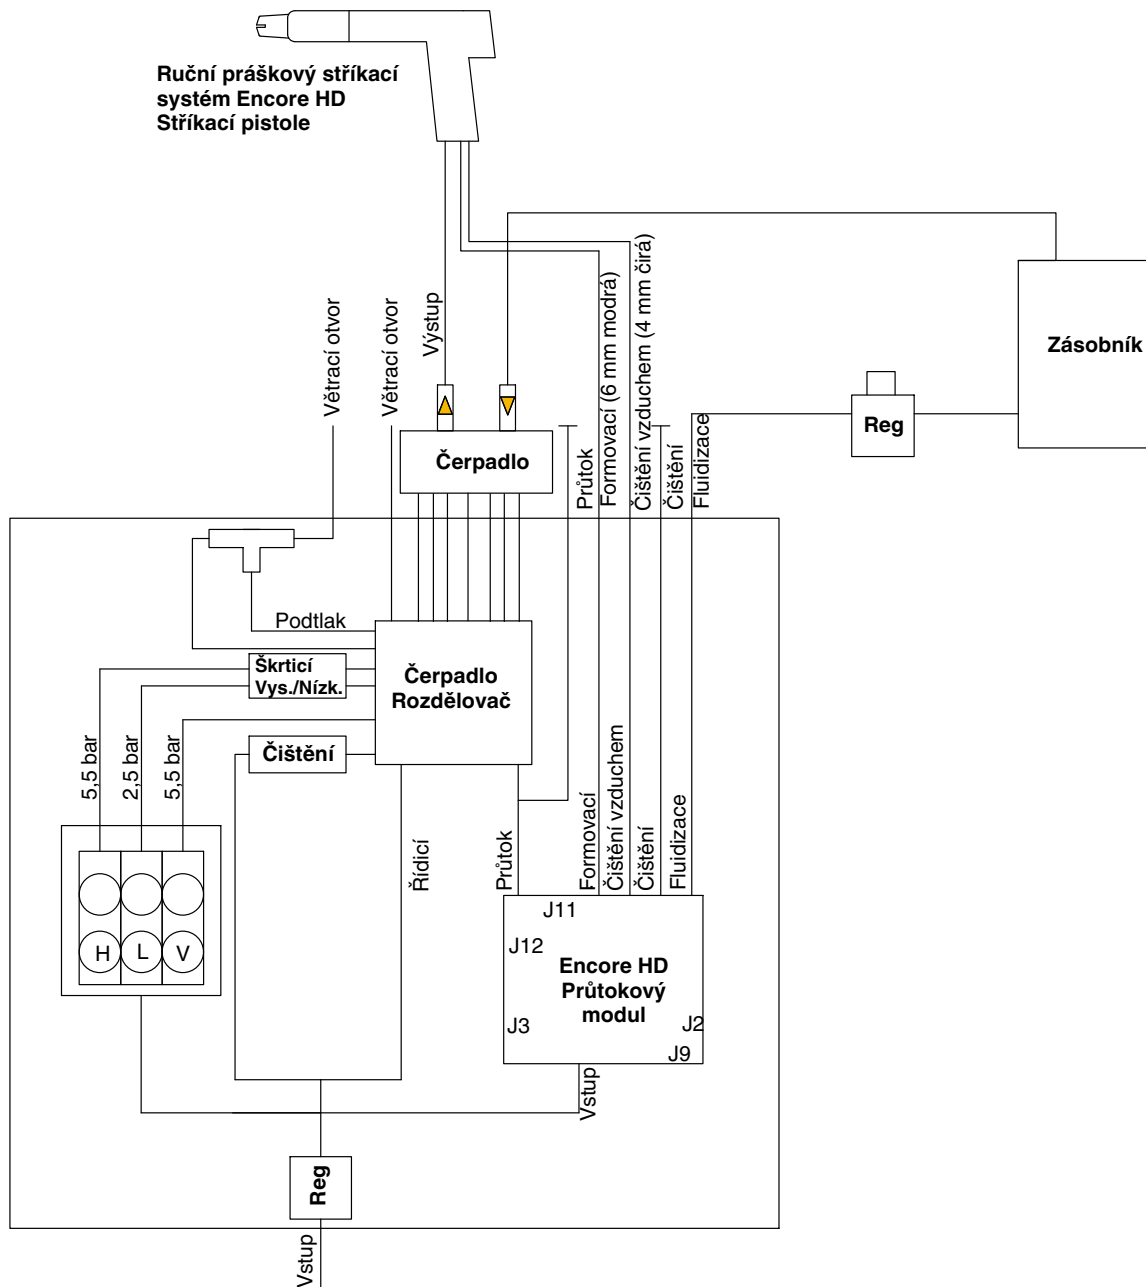 Ruční práškový stříkací
systém Encore HD
Stříkací pistole
Větrací otvor
Větrací otvor
Výstup
Průtok
Formovací (6 mm modrá)
Čištění vzduchem (4 mm čirá)
Čištění
Fluidizace
Zásobník
Reg
Čerpadlo
Podtlak
Škrticí
Vys./Nízk.
Čerpadlo
Rozdělovač
Čištění
5,5 bar
2,5 bar
5,5 bar
Řídicí
Průtok
Formovací
Čištění vzduchem
Čištění
Fluidizace
H
L
V
J11
J12
Encore HD
Průtokový
modul
J3
J2
J9
Vstup
Reg
Vstup